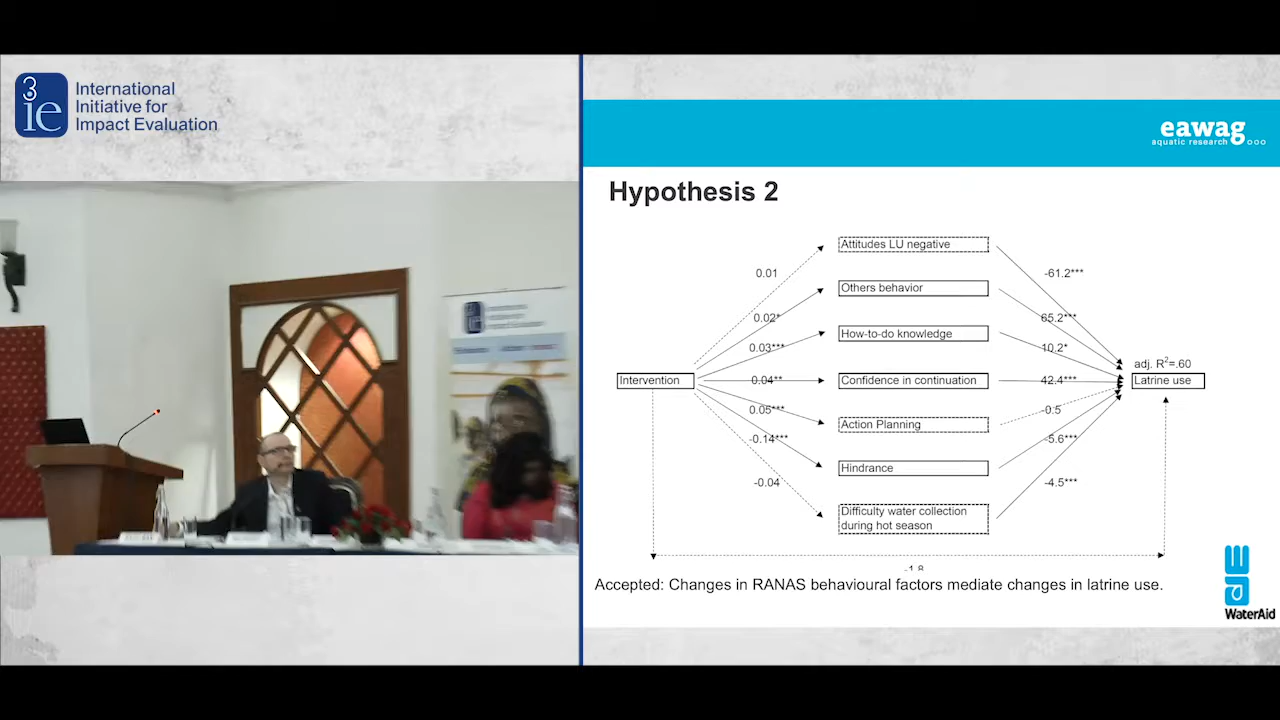 3
ie
International
Initiative for
Impact Evaluation
eawag
aquatic research
Hypothesis 2
Attitudes LU negative
0.01
-61.2***
Others behavior
0.02*
65.2***
How-to-do knowledge
0.03***
10.2*
adj. R²=.60
Intervention
0.04**
Confidence in continuation
42.4***
Latrine use
0.05***
-0.5
Action Planning
-0.14***
-5.6***
Hindrance
-0.04
-4.5***
Difficulty water collection
during hot season
-1.8
Accepted: Changes in RANAS behavioural factors mediate changes in latrine use.
WaterAid